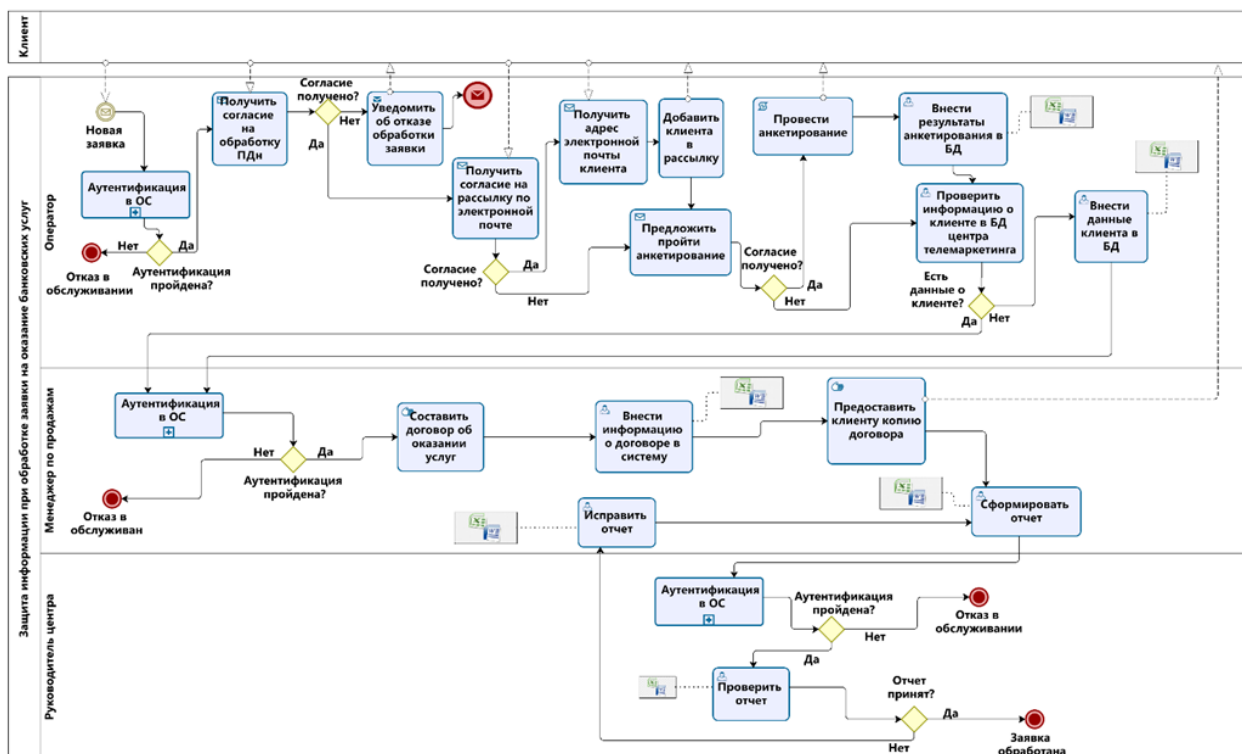 Клиент
Защита информации при обработке заявки на оказание банковских услуг
Оператор
Новая
заявка
Аутентификация
в ОС
Нет
Да
Отказ в
обслуживании
Аутентификация
пройдена?
Получить
согласие
на
обработку
ПДн
Согласие
получено?
Нет
Да
Уведомить
об отказе
обработки
заявки
Получить
согласие на
рассылку по
электронной
почте
Согласие
получено?
Да
Нет
Получить
адрес
электронной
почты
клиента
Добавить
клиента
в
рассылку
Предложить
пройти
анкетирование
Согласие
получено?
Да
Нет
Провести
анкетирование
Внести
результаты
анкетирования в
БД
Проверить
информацию о
клиенте в БД
центра
телемаркетинга
Есть
данные о
клиенте?
Да
Нет
Внести
данные
клиента в
БД
Менеджер по продажам
Аутентификация
в ОС
Нет
Да
Аутентификация
пройдена?
Отказ в
обслуживан
Составить
договор об
оказании
услуг
Внести
информацию
о договоре в
систему
Предоставить
клиенту копию
договора
Исправить
отчет
Сформировать
отчет
Руководитель центра
Аутентификация
в ОС
Аутентификация
пройдена?
Нет
Да
Отказ в
обслуживании
Проверить
отчет
Отчет
принят?
Да
Нет
Заявка
обработана